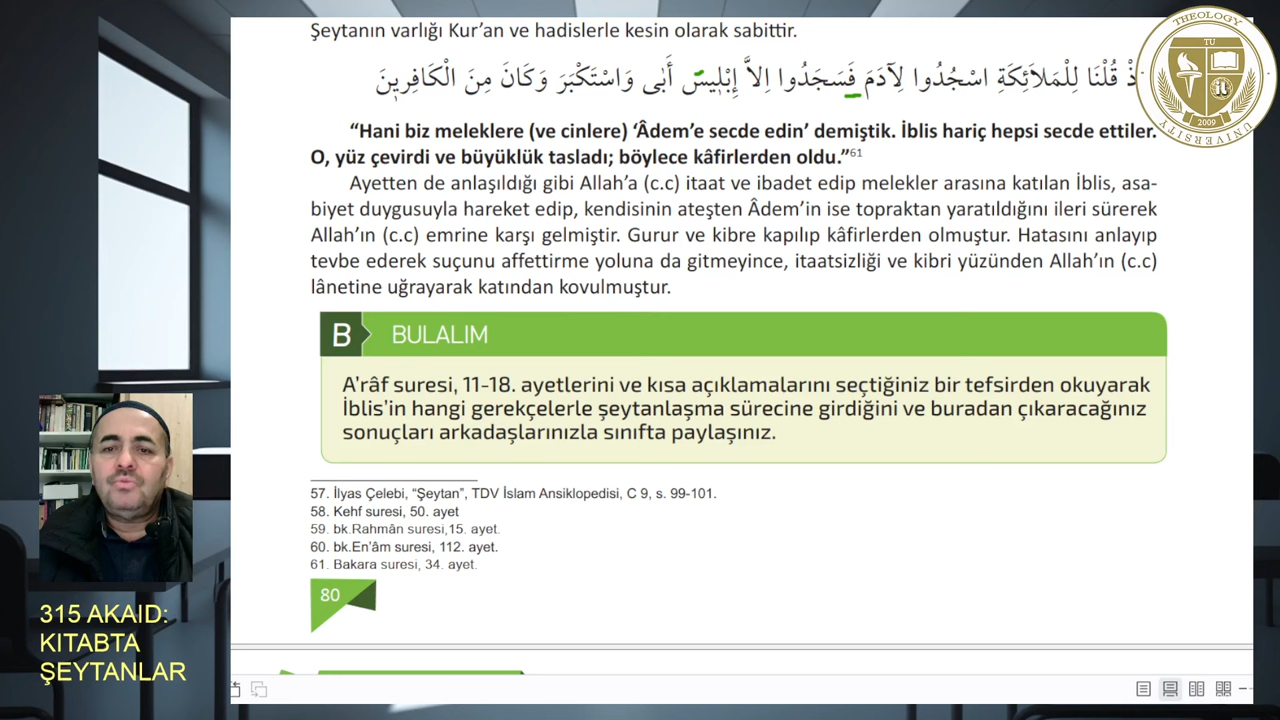 Şeytanın varlığı Kur’an ve hadislerle kesin olarak sabittir.
ذْ قُلْنَا لِلْمَلاَئِكَةِ اسْجُدُوا لِآدَمَ فَسَجَدُوا اِلاَّ إِبْلِيسَ أَبٰى وَاسْتَكْبَرَ وَكَانَ مِنَ الْكَافِرِينَ
“Hani biz meleklere (ve cinlere) ‘Âdem’e secde edin’ demiştik. İblis hariç hepsi secde ettiler.
O, yüz çevirdi ve büyüklük tasladı; böylece kâfirlerden oldu.”61
Ayetten de anlaşıldığı gibi Allah’a (c.c) itaat ve ibadet edip melekler arasına katılan İblis, asa-
biyet duygusuyla hareket edip, kendisinin ateşten Âdem’in ise topraktan yaratıldığını ileri sürerek
Allah’ın (c.c) emrine karşı gelmiştir. Gurur ve kibre kapılıp kâfirlerden olmuştur. Hatasını anlayıp
tevbe ederek suçunu affettirme yoluna da gitmeyince, itaatsizliği ve kibri yüzünden Allah’ın (c.c)
lânetine uğrayarak katından kovulmuştur.
B BULALIM
A’râf suresi, 11-18. ayetlerini ve kısa açıklamalarını seçtiğiniz bir tefsirden okuyarak
İblis’in hangi gerekçelerle şeytanlaşma sürecine girdiğini ve buradan çıkaracağınız
sonuçları arkadaşlarınızla sınıfta paylaşınız.
57. İlyas Çelebi, “Şeytan”, TDV İslam Ansiklopedisi, C 9, s. 99-101.
58. Kehf suresi, 50. ayet
59. bk.Rahmân suresi,15. ayet.
60. bk.En’âm suresi, 112. ayet.
61. Bakara suresi, 34. ayet.
80
315 AKAID:
KITABTA
ŞEYTANLAR
THEOLOGY
TU
it
2009
UNIVERSITY